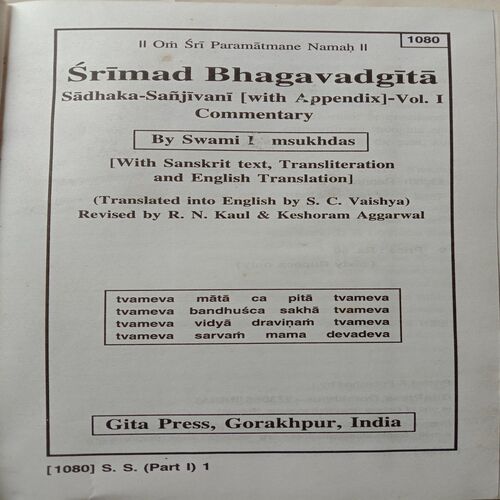 ॥ Oṁ Śrī Paramātmane Namaḥ ॥
1080
Śrīmad Bhagavadgītā
Sādhaka-Sañjīvanī [with Appendix]-Vol. I
Commentary
By Swami msukhdas
[With Sanskrit text, Transliteration
and English Translation]
(Translated into English by S. C. Vaishya)
Revised by R. N. Kaul & Keshoram Aggarwal
tvameva mātā ca pitā tvameva
tvameva bandhuśca sakhā tvameva
tvameva vidyā draviṇaṁ tvameva
tvameva sarvaṁ mama devadeva
Gita Press, Gorakhpur, India
[1080] S. S. (Part I) 1